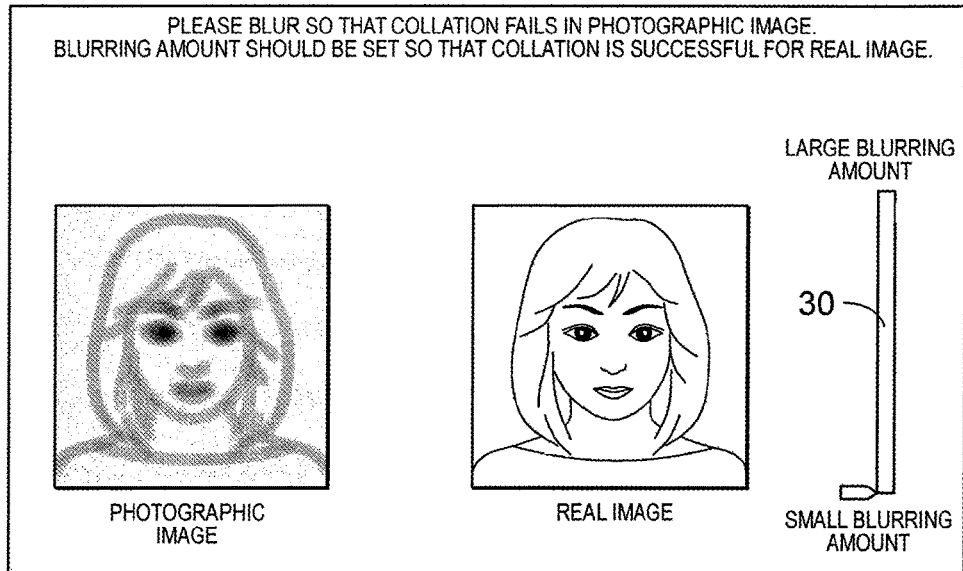 PLEASE BLUR SO THAT COLLATION FAILS IN PHOTOGRAPHIC IMAGE.
BLURRING AMOUNT SHOULD BE SET SO THAT COLLATION IS SUCCESSFUL FOR REAL IMAGE.
LARGE BLURRING
AMOUNT
30
PHOTOGRAPHIC
IMAGE
REAL IMAGE
SMALL BLURRING
AMOUNT